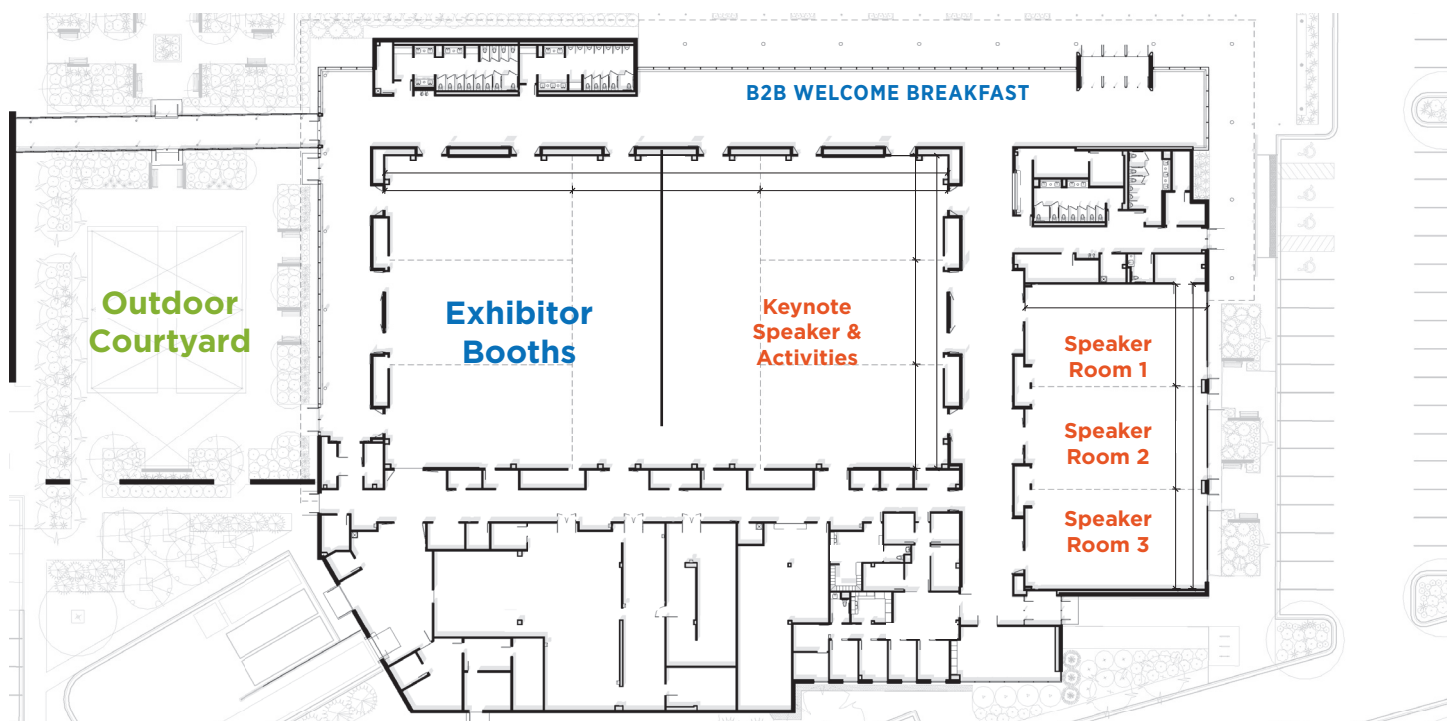 B2B WELCOME BREAKFAST
Outdoor
Courtyard
Exhibitor
Booths
Keynote
Speaker &
Activities
Speaker
Room 1
Speaker
Room 2
Speaker
Room 3